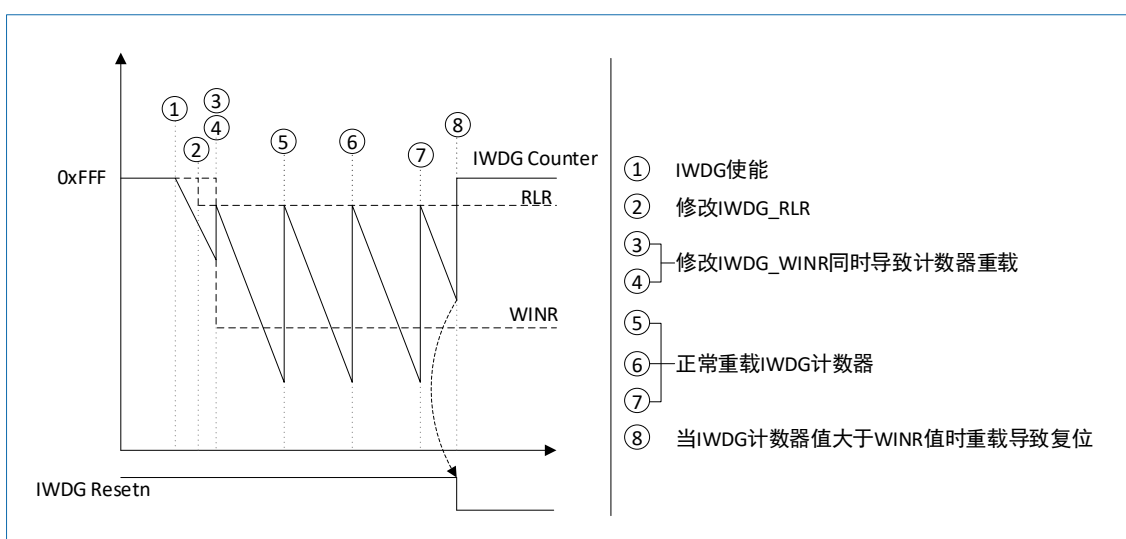 ③
① ④ ⑧
② ⑤ ⑥ ⑦
IWDG Counter
0xFFF
RLR
WINR
IWDG Resetn
① IWDG使能
② 修改IWDG_RLR
③
④ 修改IWDG_WINR同时导致计数器重载
⑤
⑥ 正常重载IWDG计数器
⑦
⑧ 当IWDG计数器值大于WINR值时重载导致复位